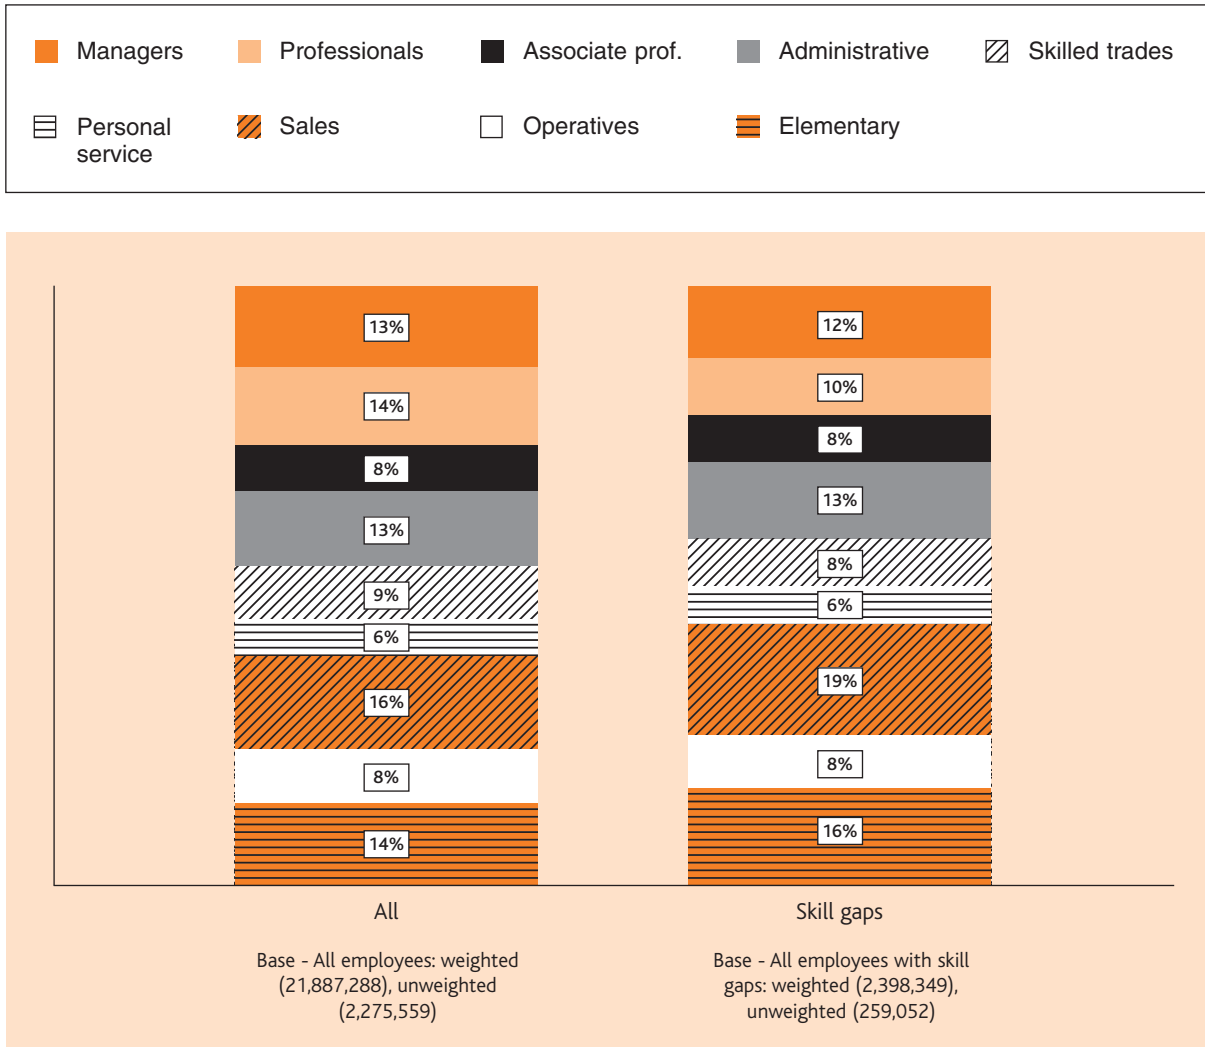 Managers
Professionals
Associate prof.
Administrative
Skilled trades
Personal
service
Sales
Operatives
Elementary
13%
14%
8%
13%
9%
6%
16%
8%
14%
12%
10%
8%
13%
8%
6%
19%
8%
16%
All
Skill gaps
Base - All employees: weighted
(21,887,288), unweighted
(2,275,559)
Base - All employees with skill
gaps: weighted (2,398,349),
unweighted (259,052)